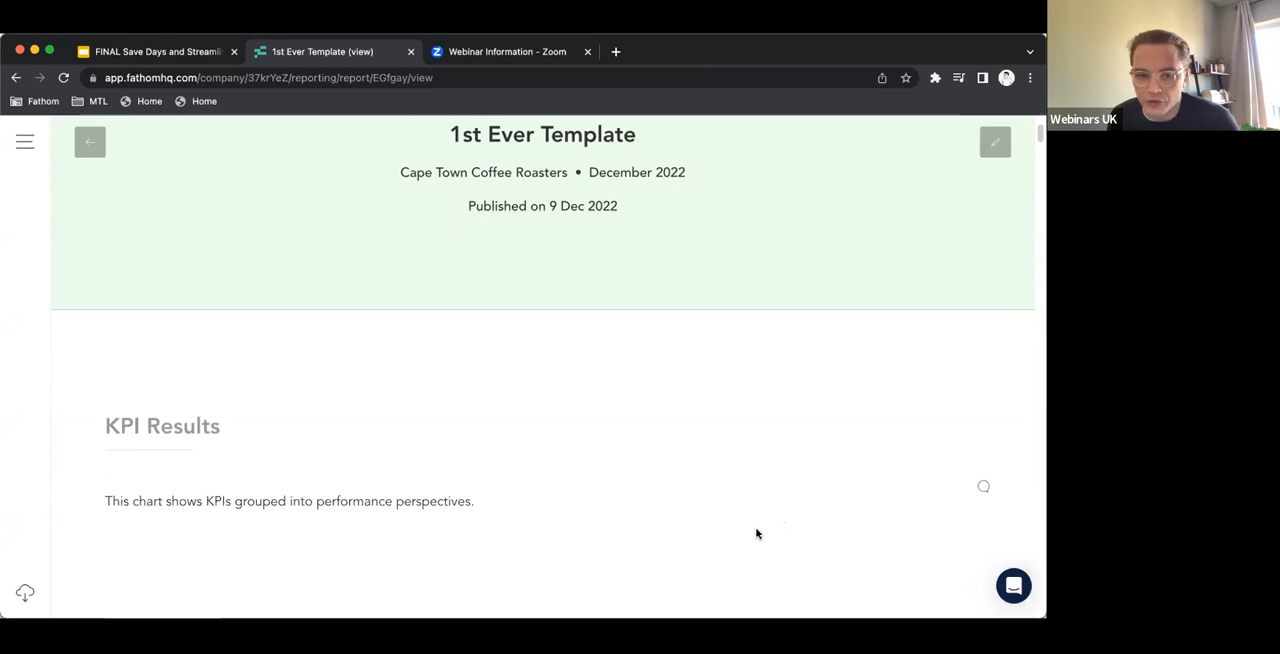 FINAL Save Days and Streamli
1st Ever Template (view)
Webinar Information - Zoom
app.fathomhq.com/company/37krYeZ/reporting/report/EGfgay/view
Fathom
MTL
Home
Home
Webinars UK
1st Ever Template
Cape Town Coffee Roasters • December 2022
Published on 9 Dec 2022
KPI Results
This chart shows KPIs grouped into performance perspectives.